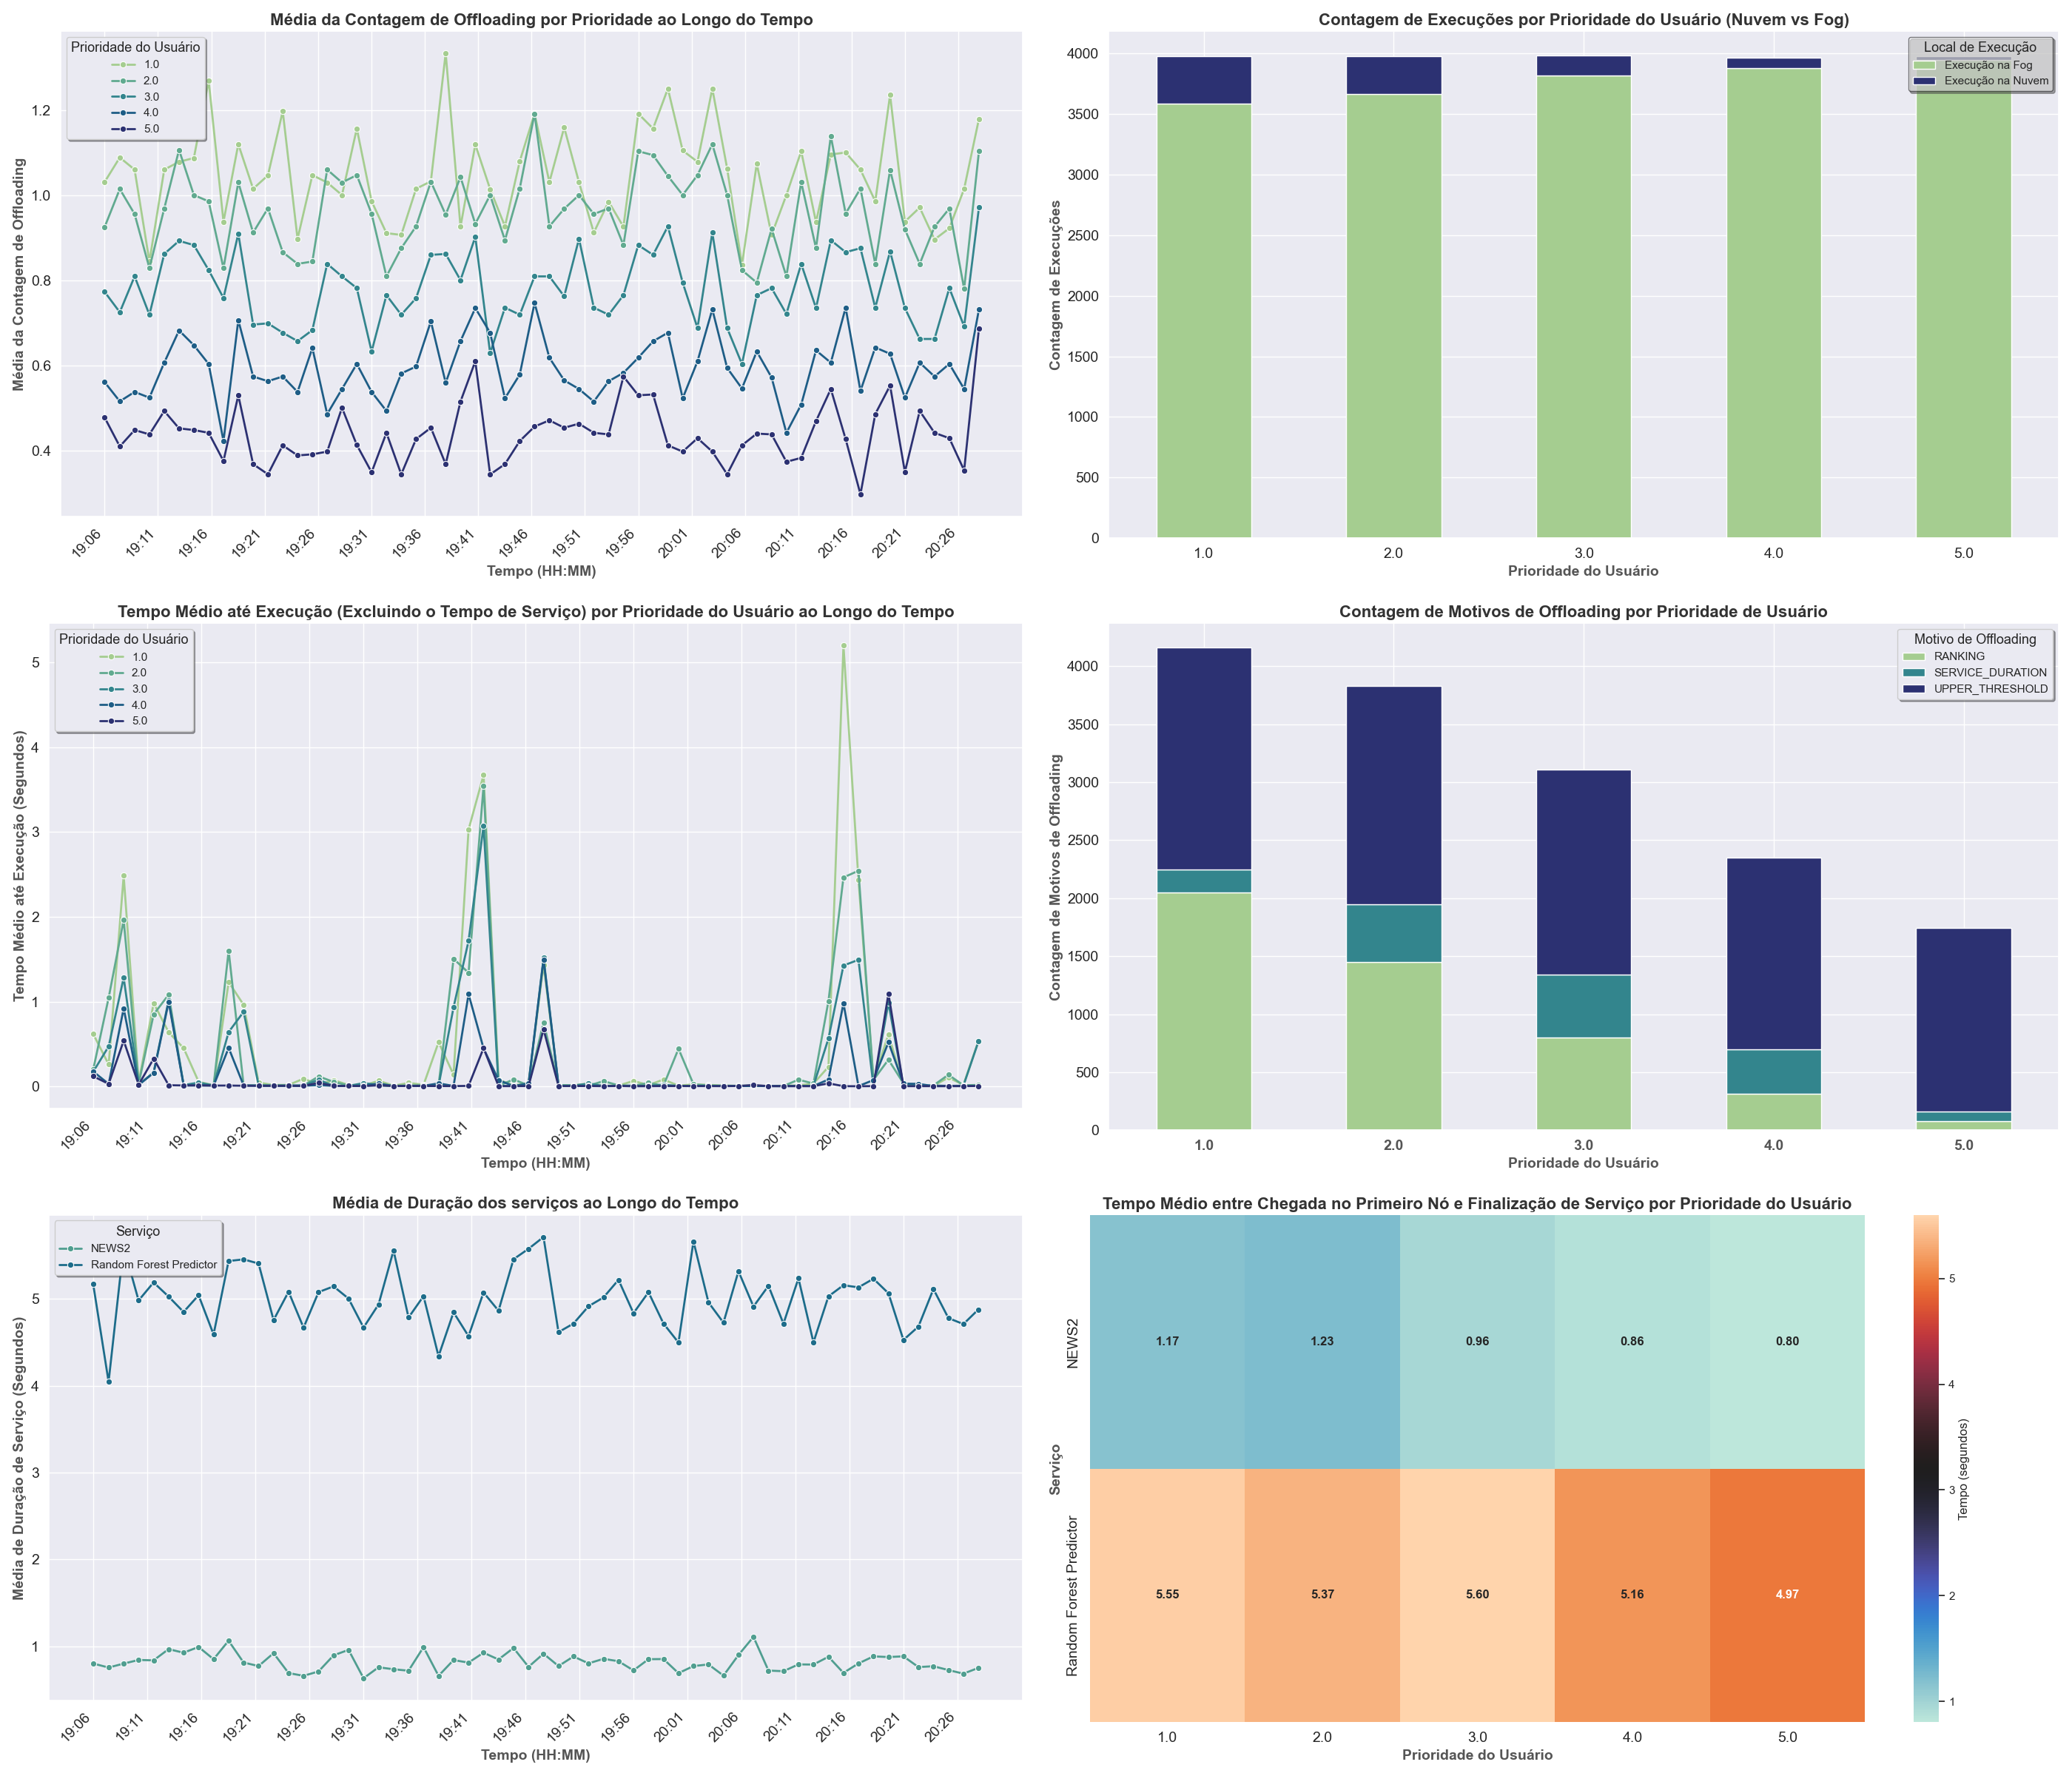 Média da Contagem de Offloading por Prioridade ao Longo do Tempo
Prioridade do Usuário
1.0
2.0
3.0
4.0
5.0
Média da Contagem de Offloading
1.2
1.0
0.8
0.6
0.4
19:06 19:11 19:16 19:21 19:26 19:31 19:36 19:41 19:46 19:51 19:56 20:01 20:06 20:11 20:16 20:21 20:26
Tempo (HH:MM)
Contagem de Execuções por Prioridade do Usuário (Nuvem vs Fog)
Local de Execução
Execução na Fog
Execução na Nuvem
Contagem de Execuções
4000
3500
3000
2500
2000
1500
1000
500
0
1.0 2.0 3.0 4.0 5.0
Prioridade do Usuário
Tempo Médio até Execução (Excluindo o Tempo de Serviço) por Prioridade do Usuário ao Longo do Tempo
Prioridade do Usuário
1.0
2.0
3.0
4.0
5.0
Tempo Médio até Execução (Segundos)
5
4
3
2
1
0
19:06 19:11 19:16 19:21 19:26 19:31 19:36 19:41 19:46 19:51 19:56 20:01 20:06 20:11 20:16 20:21 20:26
Tempo (HH:MM)
Contagem de Motivos de Offloading por Prioridade de Usuário
Motivo de Offloading
RANKING
SERVICE_DURATION
UPPER_THRESHOLD
Contagem de Motivos de Offloading
4000
3500
3000
2500
2000
1500
1000
500
0
1.0 2.0 3.0 4.0 5.0
Prioridade do Usuário
Média de Duração dos serviços ao Longo do Tempo
Serviço
NEWS2
Random Forest Predictor
Média de Duração de Serviço (Segundos)
5
4
3
2
1
19:06 19:11 19:16 19:21 19:26 19:31 19:36 19:41 19:46 19:51 19:56 20:01 20:06 20:11 20:16 20:21 20:26
Tempo (HH:MM)
Tempo Médio entre Chegada no Primeiro Nó e Finalização de Serviço por Prioridade do Usuário
Serviço
NEWS2
1.17 1.23 0.96 0.86 0.80
Random Forest Predictor
5.55 5.37 5.60 5.16 4.97
1.0 2.0 3.0 4.0 5.0
Prioridade do Usuário
5
4
3
2
1
Tempo (segundos)